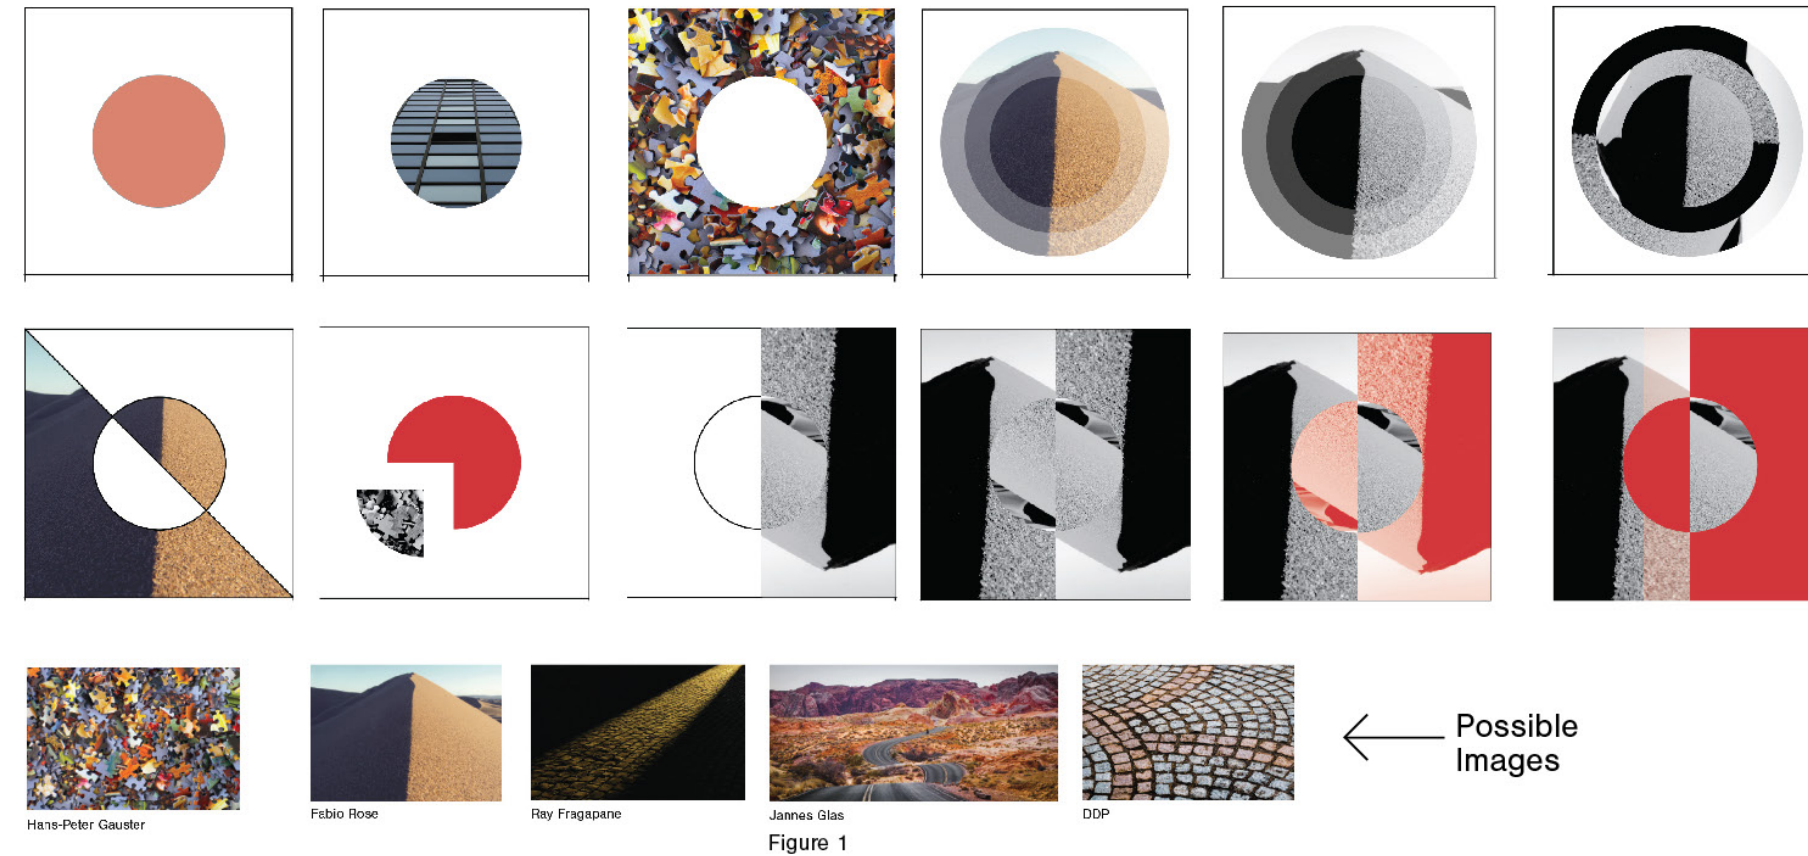 Hans-Peter Gauster
Fabio Rose
Ray Fragapane
Jannes Glas
DDP
Possible
Images
Figure 1